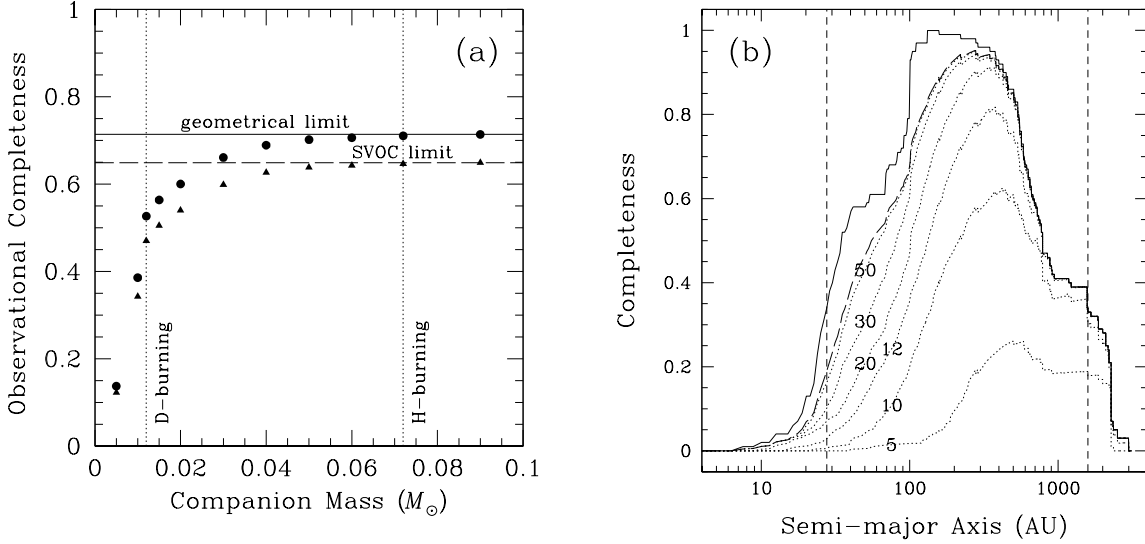 (a)
1
0.8
0.6
0.4
0.2
0
Observational Completeness
geometrical limit
SVOC limit
D-burning
H-burning
0 0.02 0.04 0.06 0.08 0.1
Companion Mass (M☉)
(b)
1
0.8
0.6
0.4
0.2
0
Completeness
50
30
20 12
10
5
10 100 1000
Semi-major Axis (AU)